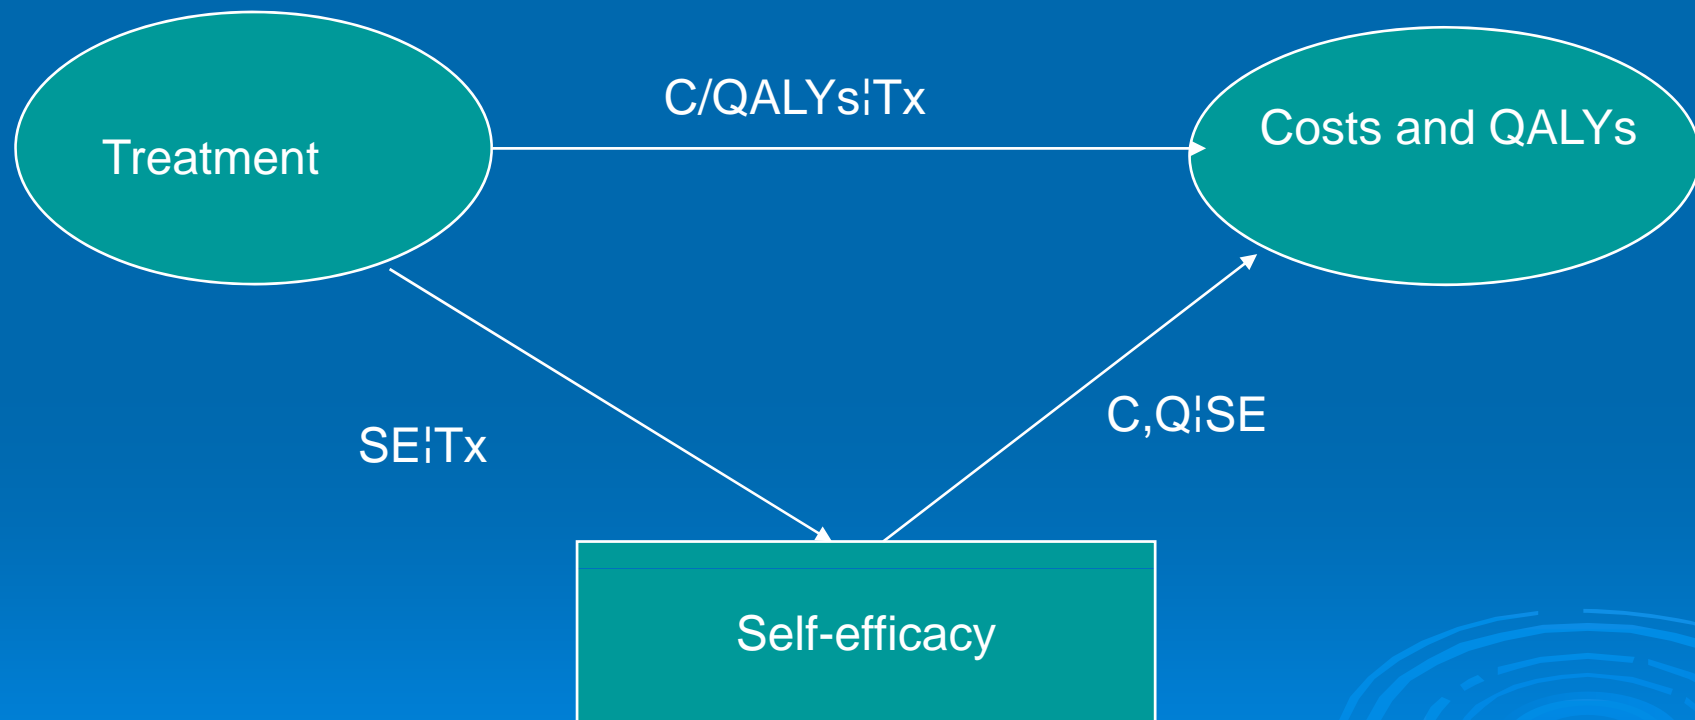 C/QALYs¦Tx
Treatment
Costs and QALYs
SE¦Tx
C,Q¦SE
Self-efficacy